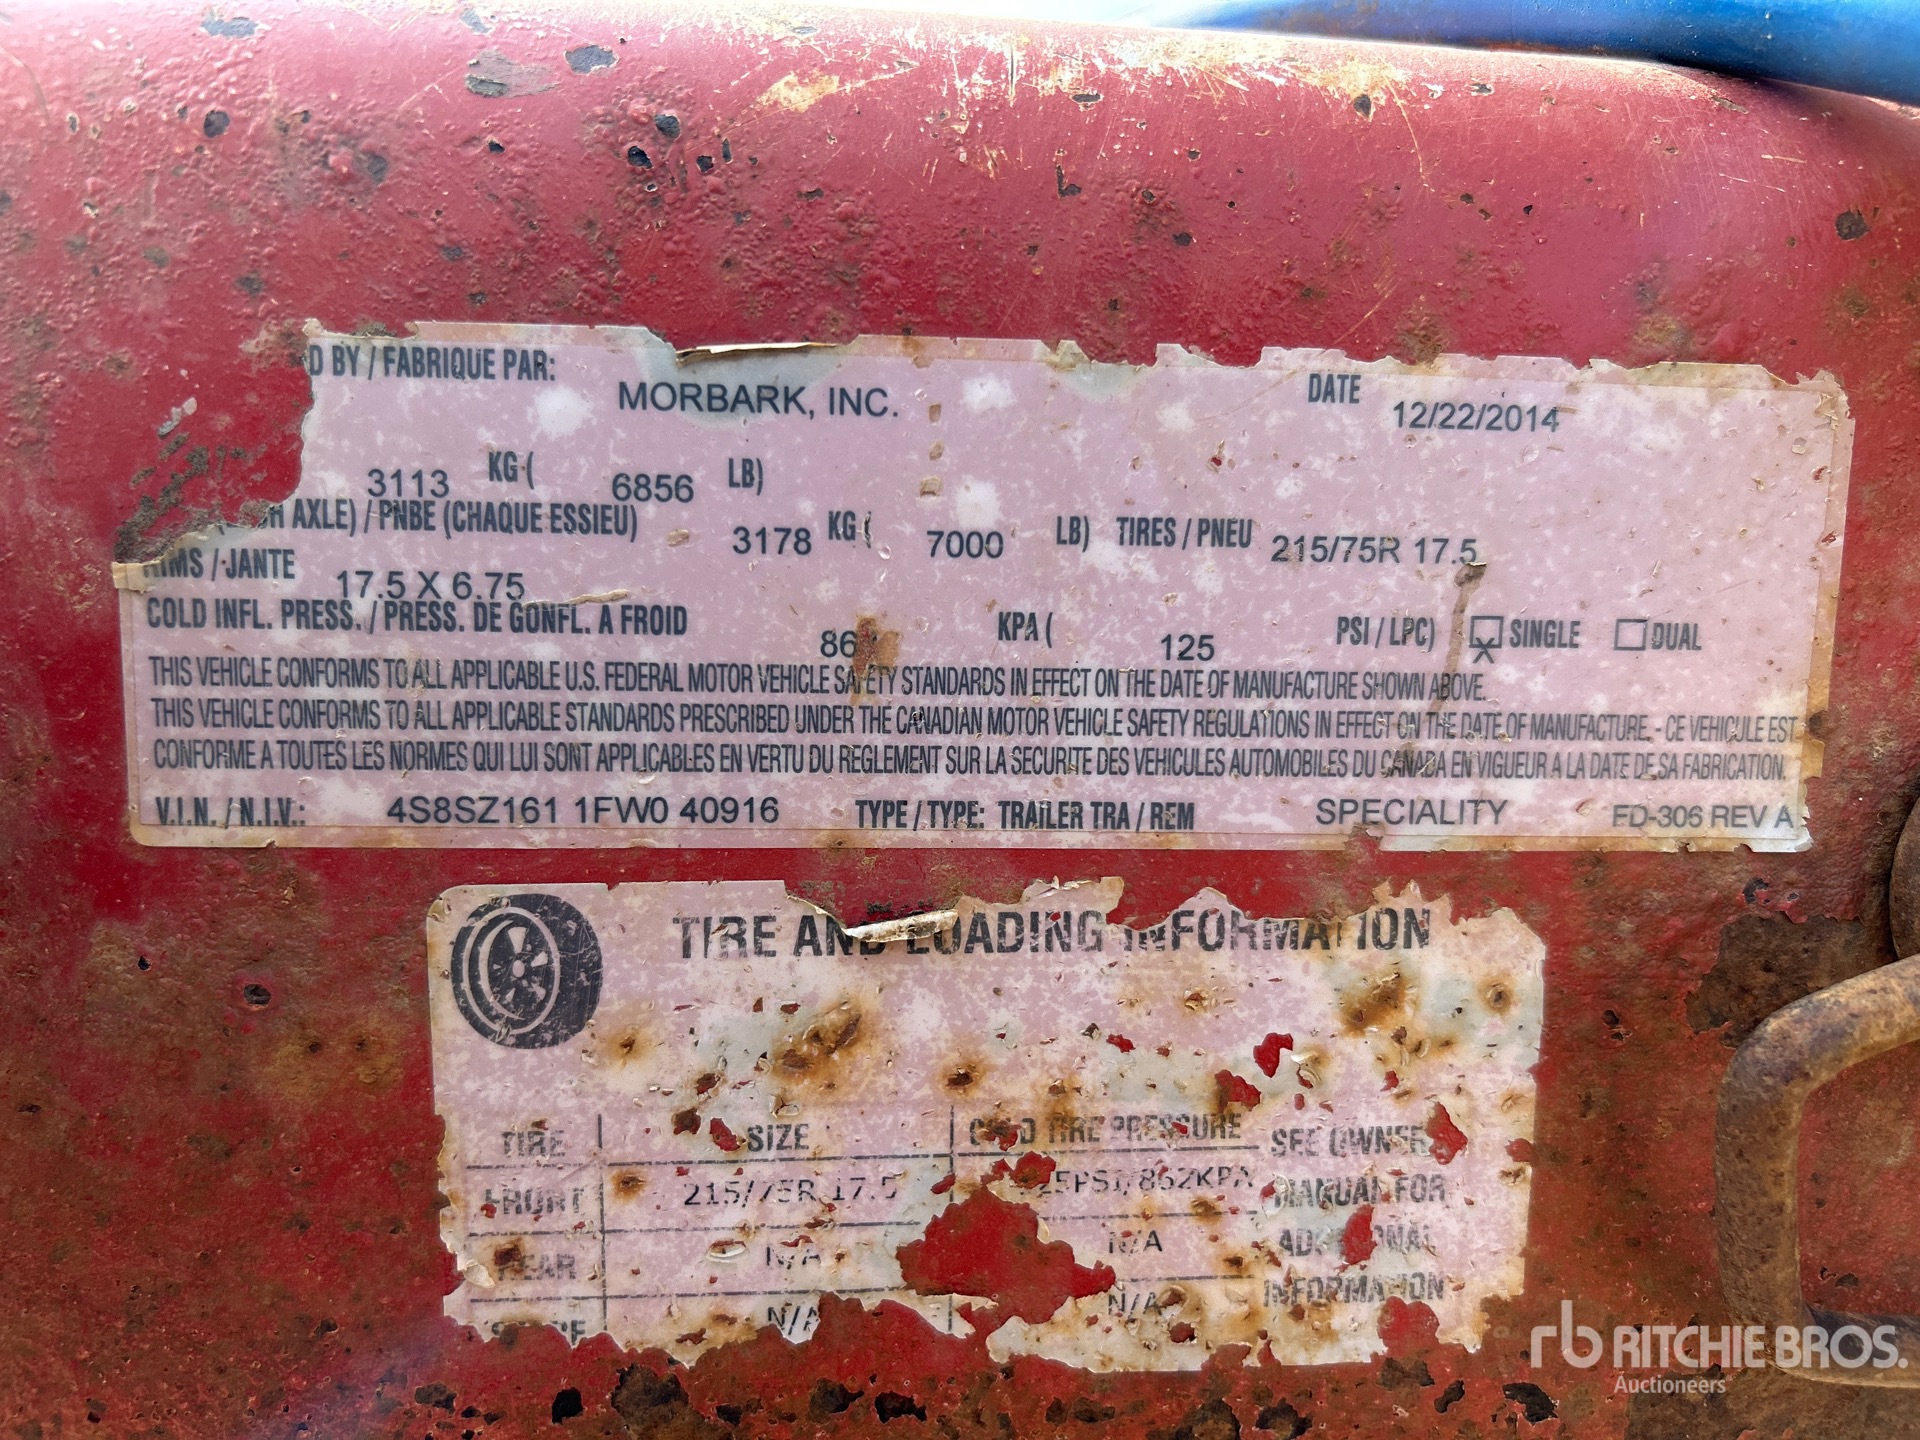 D BY / FABRIQUE PAR: MORBARK, INC. DATE 12/22/2014
3113 KG ( 6856 LB)
AXLE) / PNBE (CHAQUE ESSIEU) 3178 KG ( 7000 LB) TIRES / PNEU 215/75R 17.5
RIMS / JANTE 17.5 X 6.75
COLD INFL. PRESS. / PRESS. DE GONFL. A FROID 86 KPA ( 125 PSI / LPC) SINGLE DUAL
THIS VEHICLE CONFORMS TO ALL APPLICABLE U.S. FEDERAL MOTOR VEHICLE SAFETY STANDARDS IN EFFECT ON THE DATE OF MANUFACTURE SHOWN ABOVE.
THIS VEHICLE CONFORMS TO ALL APPLICABLE STANDARDS PRESCRIBED UNDER THE CANADIAN MOTOR VEHICLE SAFETY REGULATIONS IN EFFECT ON THE DATE OF MANUFACTURE. - CE VEHICULE EST
CONFORME A TOUTES LES NORMES QUI LUI SONT APPLICABLES EN VERTU DU REGLEMENT SUR LA SECURITE DES VEHICULES AUTOMOBILES DU CANADA EN VIGUEUR A LA DATE DE SA FABRICATION.
V.I.N. / N.I.V.: 4S8SZ161 1FW0 40916 TYPE / TYPE: TRAILER TRA / REM SPECIALITY FD-306 REV A
TIRE AND LOADING INFORMATION
TIRE SIZE COLD TIRE PRESSURE SEE OWNERS
FRONT 215/75R 17.5 125PSI/862KPA MANUAL FOR
REAR N/A N/A ADDITIONAL
SPARE N/A N/A INFORMATION
rb RITCHIE BROS.
Auctioneers